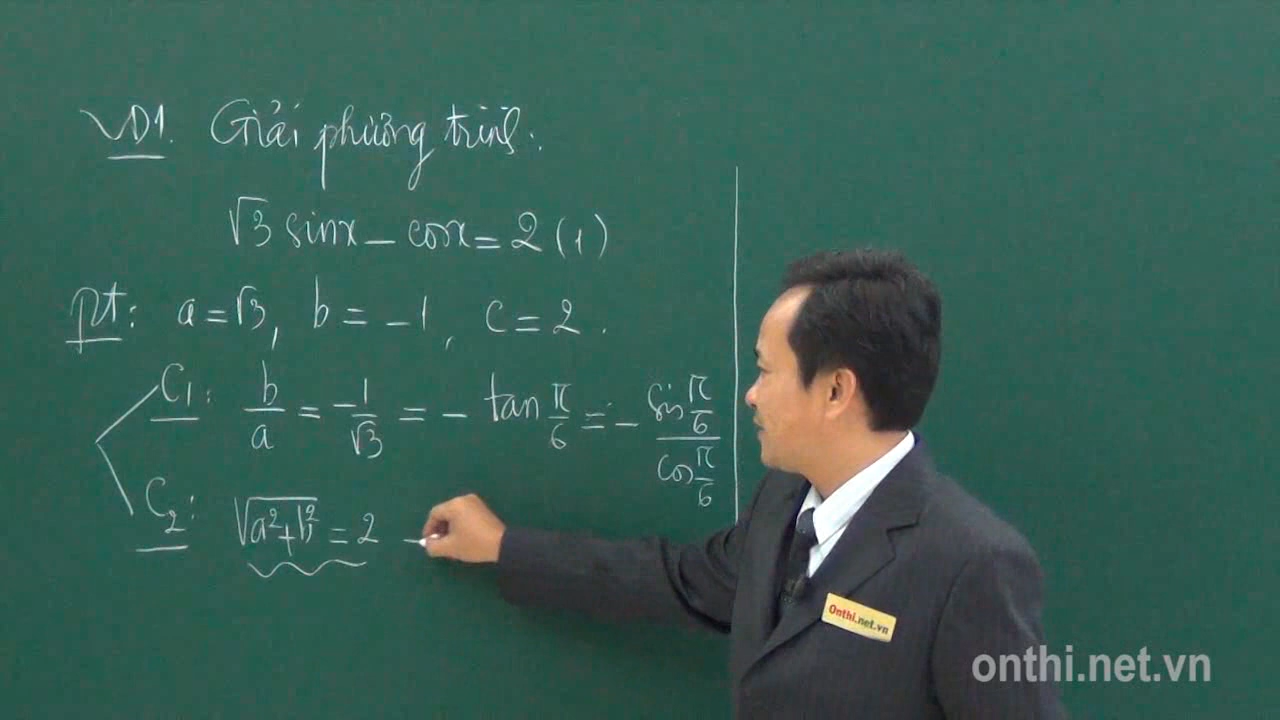 VD1. Giải phương trình:
√3 sinx - cosx = 2 (1)
pt: a = √3, b = -1, c = 2.
C1: b/a = -1/√3 = - tan π/6 = - sin π/6 / cos π/6
C2: √(a²+b²) = 2 -
Onthi.net.vn
onthi.net.vn